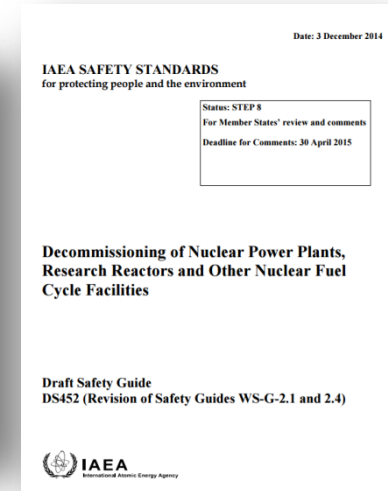 Date: 3 December 2014
IAEA SAFETY STANDARDS
for protecting people and the environment
Status: STEP 8
For Member States' review and comments
Deadline for Comments: 30 April 2015
Decommissioning of Nuclear Power Plants,
Research Reactors and Other Nuclear Fuel
Cycle Facilities
Draft Safety Guide
DS452 (Revision of Safety Guides WS-G-2.1 and 2.4)
IAEA
International Atomic Energy Agency